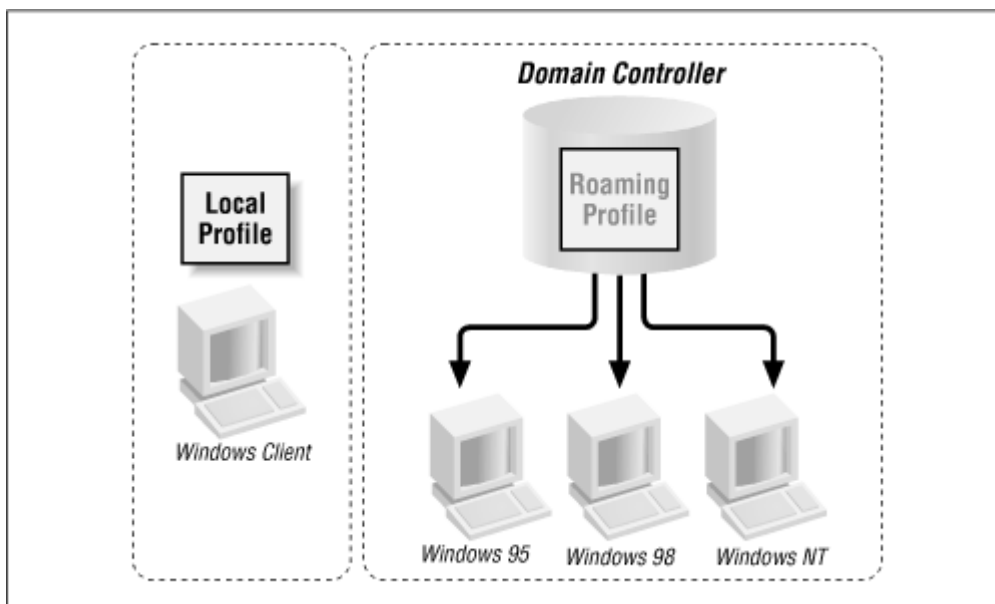 Local
Profile
Windows Client
Domain Controller
Roaming
Profile
Windows 95
Windows 98
Windows NT